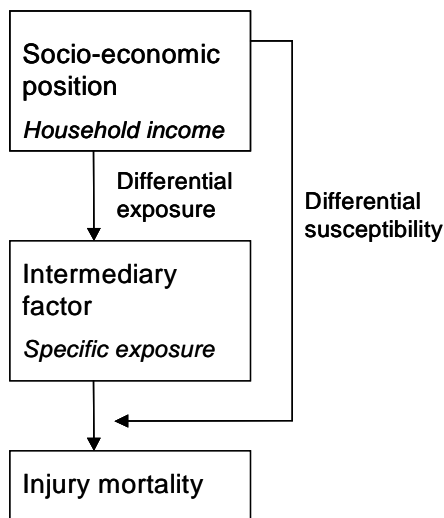 Socio-economic
position
Household income
Differential
exposure
Differential
susceptibility
Intermediary
factor
Specific exposure
Injury mortality